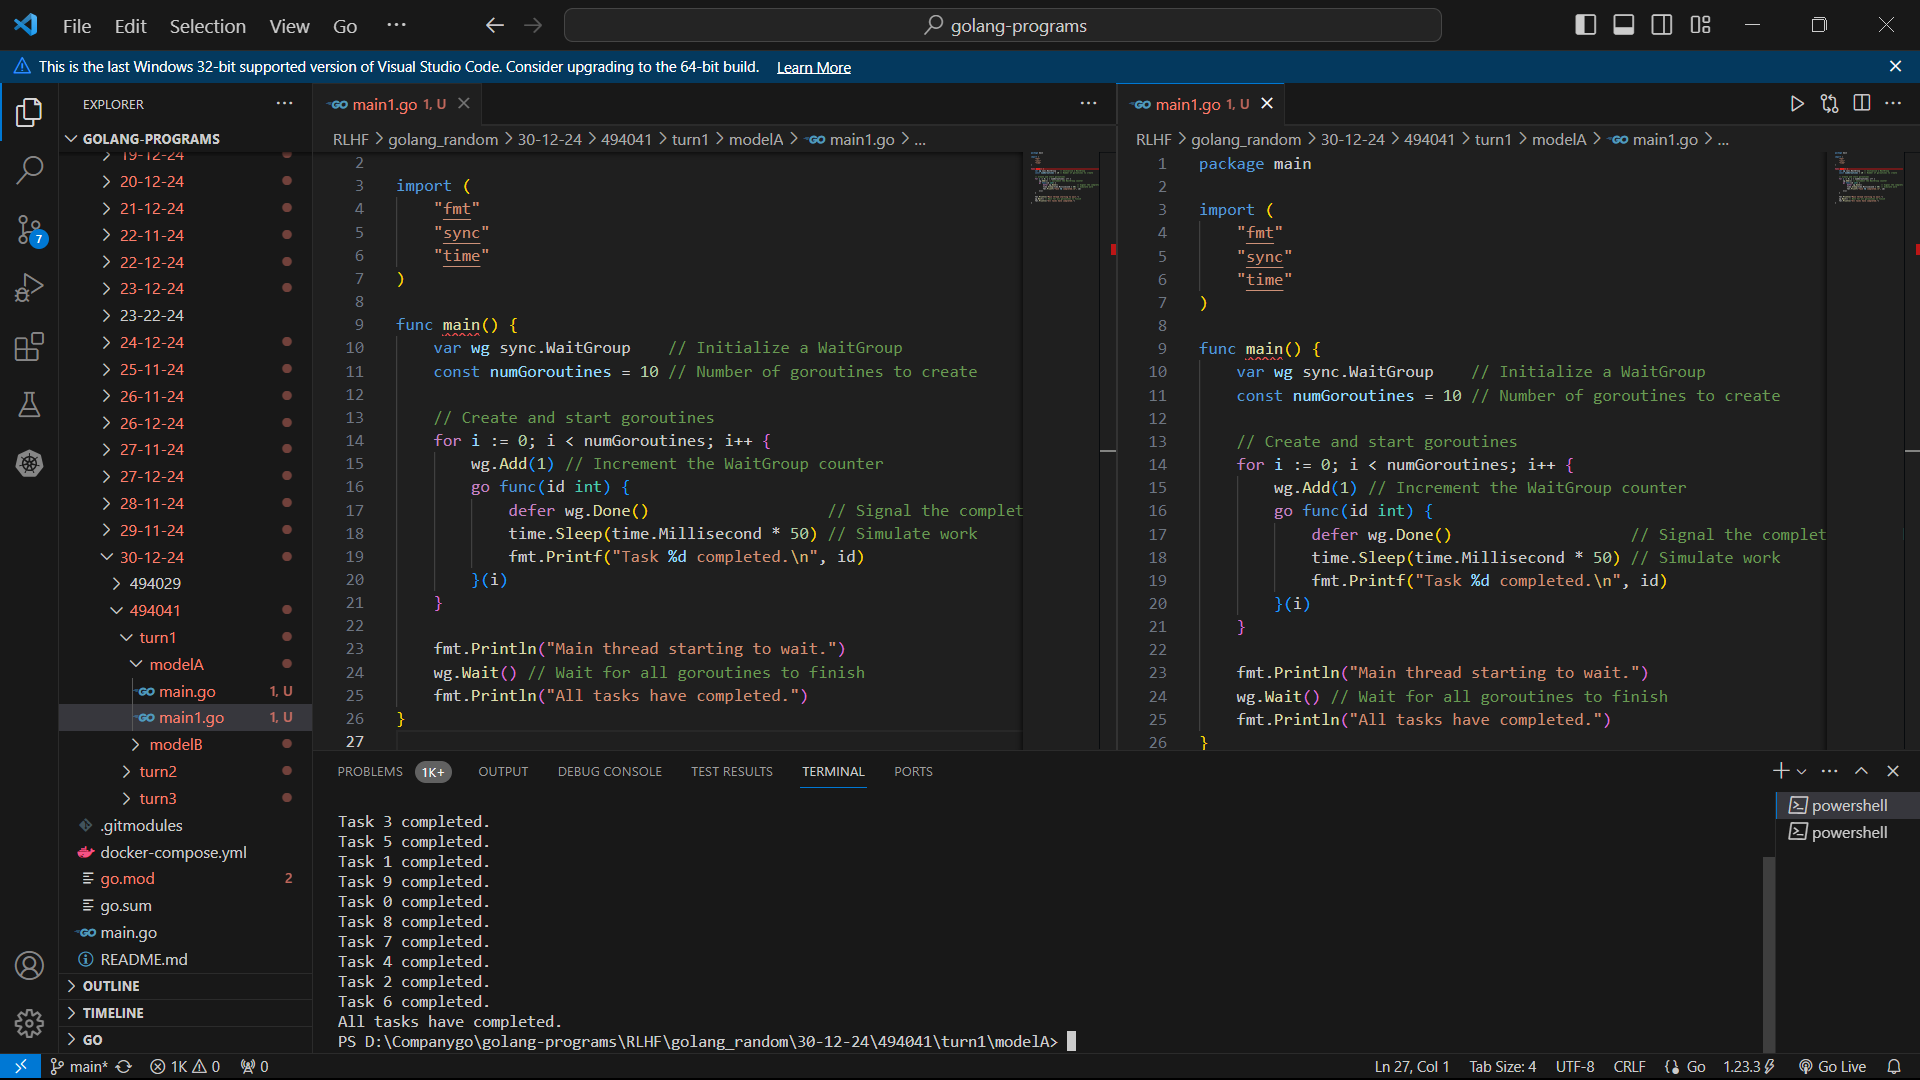 File Edit Selection View Go ···
golang-programs
This is the last Windows 32-bit supported version of Visual Studio Code. Consider upgrading to the 64-bit build. Learn More
EXPLORER
GOLANG-PROGRAMS
19-12-24
20-12-24
21-12-24
22-11-24
22-12-24
23-12-24
23-22-24
24-12-24
25-11-24
26-11-24
26-12-24
27-11-24
27-12-24
28-11-24
29-11-24
30-12-24
494029
494041
turn1
modelA
GO main.go 1, U
GO main1.go 1, U
modelB
turn2
turn3
.gitmodules
docker-compose.yml
go.mod 2
go.sum
GO main.go
README.md
OUTLINE
TIMELINE
GO
7
GO main1.go 1, U
RLHF > golang_random > 30-12-24 > 494041 > turn1 > modelA > GO main1.go > ...
2
3 import (
4 "fmt"
5 "sync"
6 "time"
7 )
8
9 func main() {
10 var wg sync.WaitGroup // Initialize a WaitGroup
11 const numGoroutines = 10 // Number of goroutines to create
12
13 // Create and start goroutines
14 for i := 0; i < numGoroutines; i++ {
15 wg.Add(1) // Increment the WaitGroup counter
16 go func(id int) {
17 defer wg.Done() // Signal the complet
18 time.Sleep(time.Millisecond * 50) // Simulate work
19 fmt.Printf("Task %d completed.\n", id)
20 }(i)
21 }
22
23 fmt.Println("Main thread starting to wait.")
24 wg.Wait() // Wait for all goroutines to finish
25 fmt.Println("All tasks have completed.")
26 }
27
GO main1.go 1, U
RLHF > golang_random > 30-12-24 > 494041 > turn1 > modelA > GO main1.go > ...
1 package main
2
3 import (
4 "fmt"
5 "sync"
6 "time"
7 )
8
9 func main() {
10 var wg sync.WaitGroup // Initialize a WaitGroup
11 const numGoroutines = 10 // Number of goroutines to create
12
13 // Create and start goroutines
14 for i := 0; i < numGoroutines; i++ {
15 wg.Add(1) // Increment the WaitGroup counter
16 go func(id int) {
17 defer wg.Done() // Signal the complet
18 time.Sleep(time.Millisecond * 50) // Simulate work
19 fmt.Printf("Task %d completed.\n", id)
20 }(i)
21 }
22
23 fmt.Println("Main thread starting to wait.")
24 wg.Wait() // Wait for all goroutines to finish
25 fmt.Println("All tasks have completed.")
26 }
PROBLEMS 1K+ OUTPUT DEBUG CONSOLE TEST RESULTS TERMINAL PORTS
Task 3 completed.
Task 5 completed.
Task 1 completed.
Task 9 completed.
Task 0 completed.
Task 8 completed.
Task 7 completed.
Task 4 completed.
Task 2 completed.
Task 6 completed.
All tasks have completed.
PS D:\Companygo\golang-programs\RLHF\golang_random\30-12-24\494041\turn1\modelA>
powershell
powershell
main* 1K 0 0 Ln 27, Col 1 Tab Size: 4 UTF-8 CRLF Go 1.23.3 Go Live